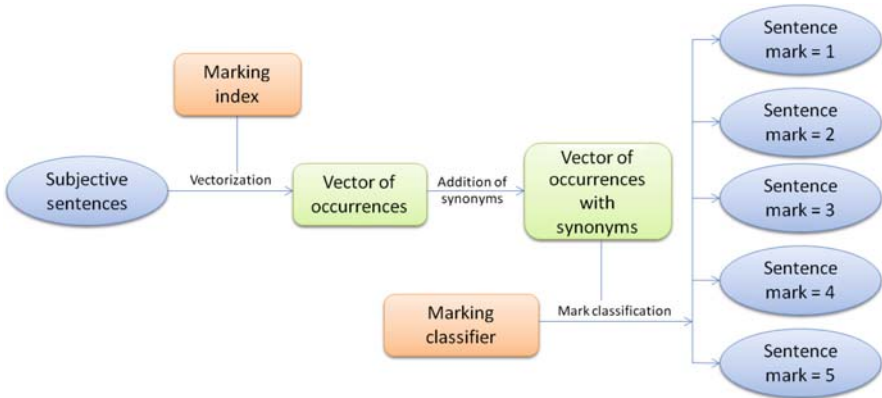 Marking
index
Subjective
sentences
Vectorization
Vector of
occurrences
Addition of
synonyms
Vector of
occurrences
with
synonyms
Marking
classifier
Mark classification
Sentence
mark = 1
Sentence
mark = 2
Sentence
mark = 3
Sentence
mark = 4
Sentence
mark = 5